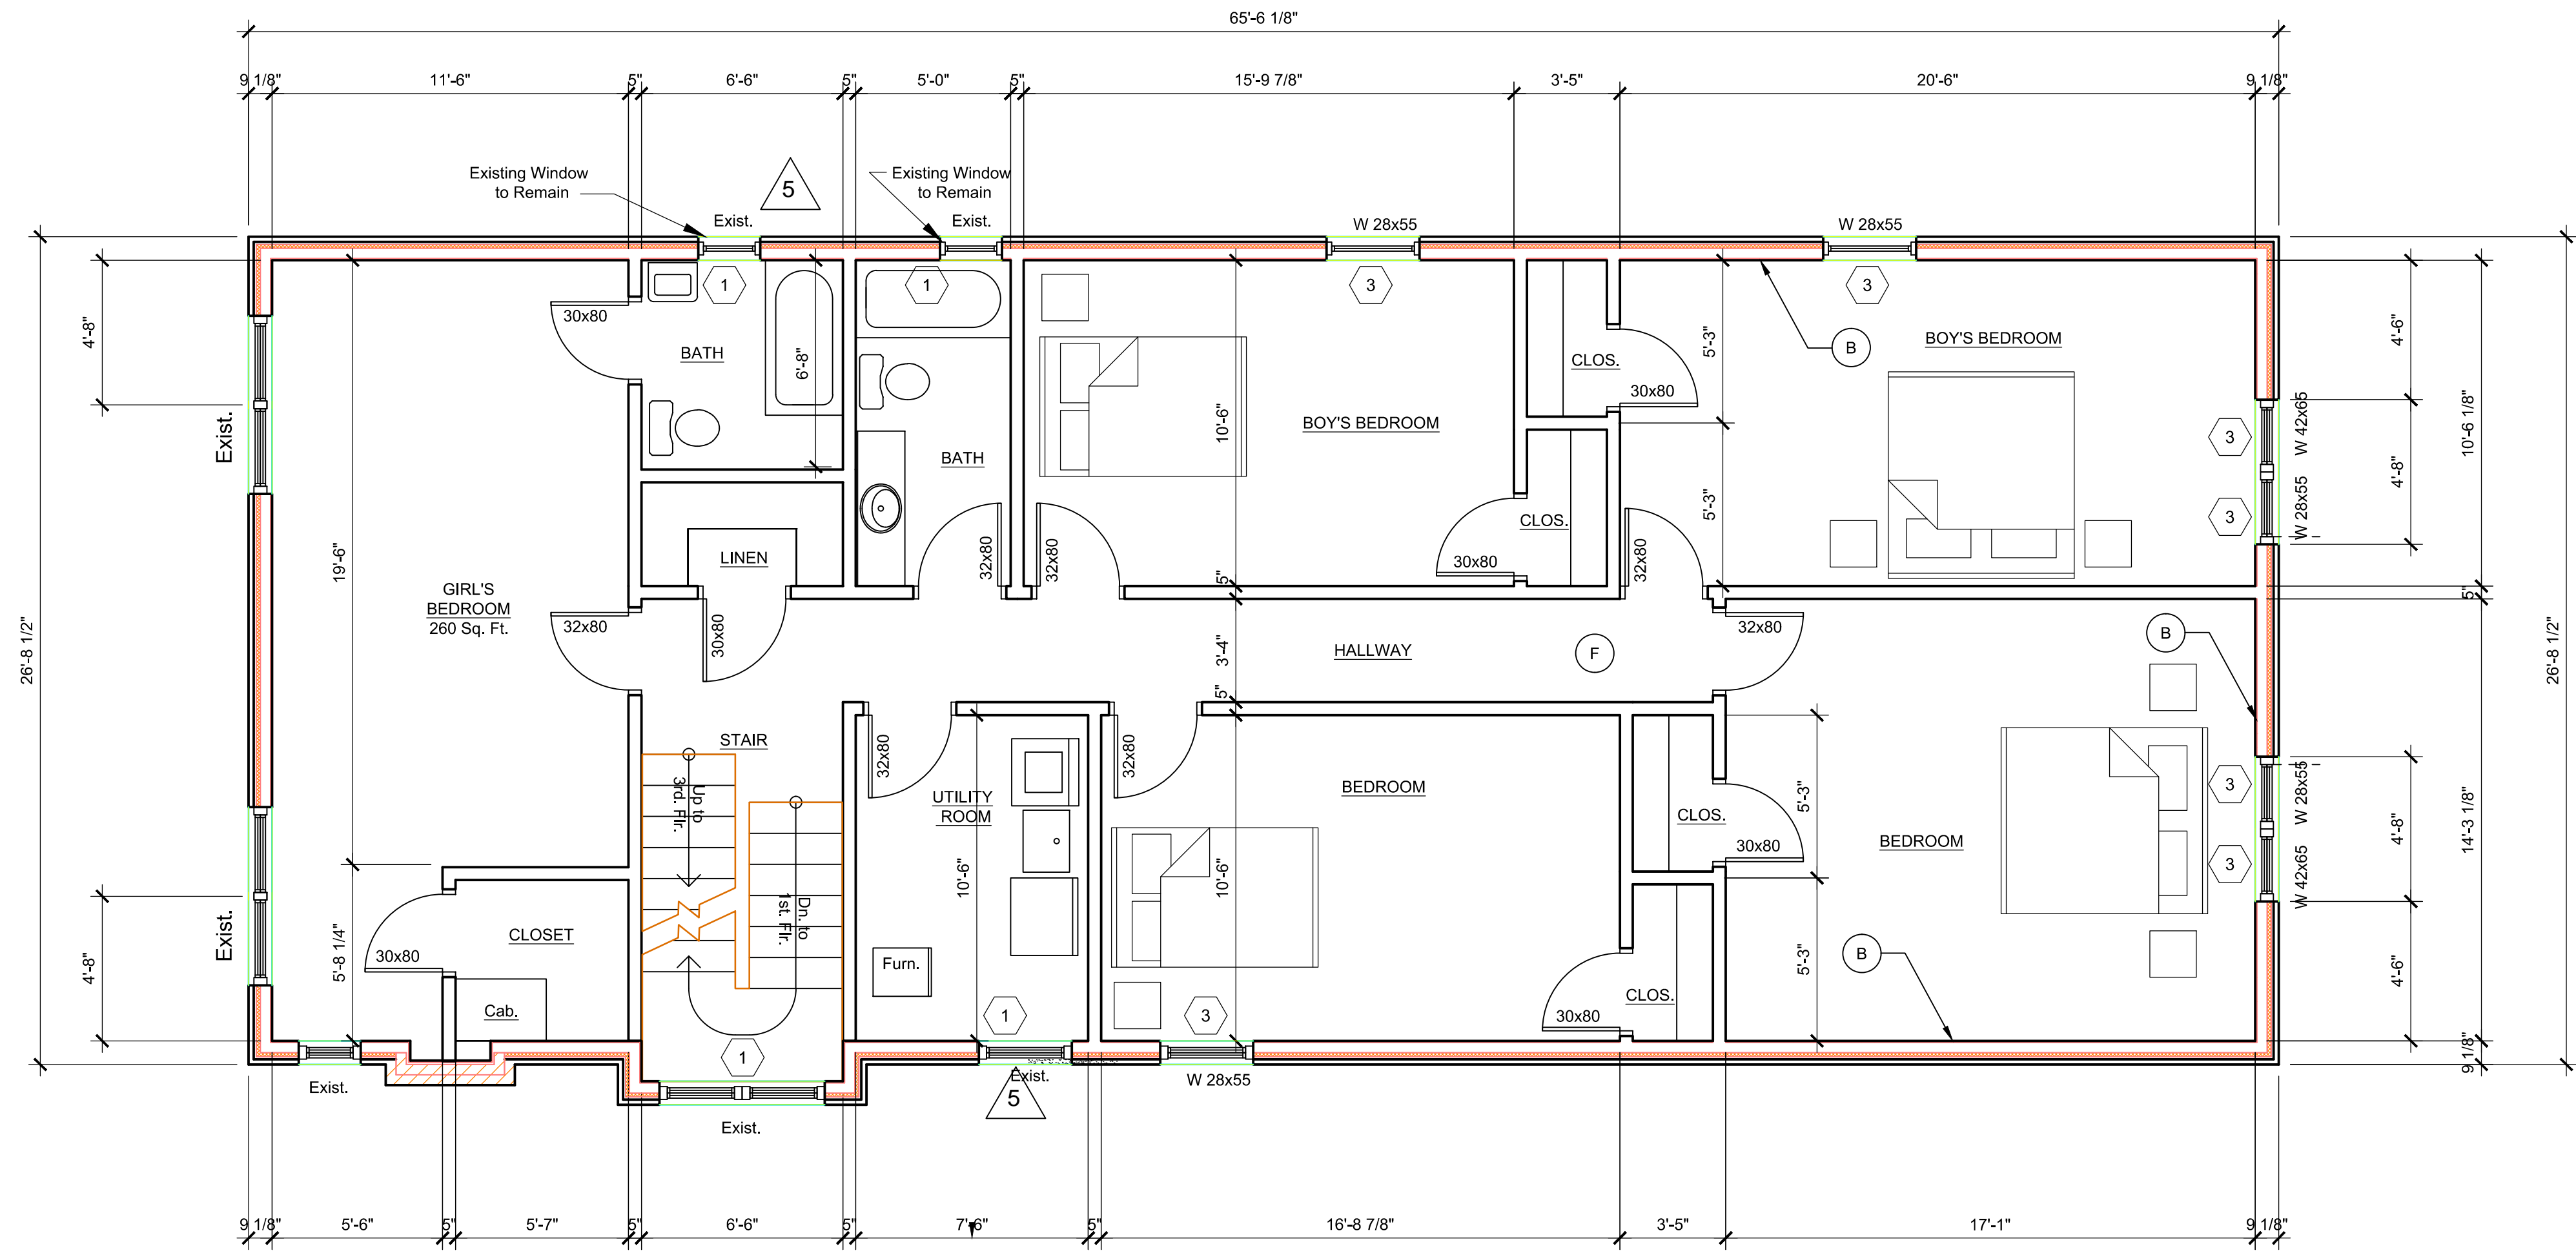 65'-6 1/8"
9 1/8"
11'-6"
5"
6'-6"
5"
5'-0"
5"
15'-9 7/8"
3'-5"
20'-6"
9 1/8"
Existing Window
to Remain
5
Existing Window
to Remain
Exist.
Exist.
W 28x55
W 28x55
1
1
3
3
30x80
BATH
6'-8"
BATH
BOY'S BEDROOM
10'-6"
CLOS.
30x80
5'-3"
B
BOY'S BEDROOM
4'-8"
Exist.
4'-6"
10'-6 1/8"
W 42x65
3
4'-8"
W 28x55
3
CLOS.
5'-3"
30x80
LINEN
32x80
32x80
32x80
19'-6"
GIRL'S
BEDROOM
260 Sq. Ft.
32x80
30x80
5"
3'-4"
5"
HALLWAY
F
32x80
B
5"
26'-8 1/2"
26'-8 1/2"
STAIR
Up to
3rd. Flr.
Dn. to
1st. Flr.
32x80
UTILITY
ROOM
10'-9"
32x80
BEDROOM
10'-9"
CLOS.
30x80
5'-3"
BEDROOM
3
W 28x55
4'-8"
14'-3 1/8"
3
W 42x65
Exist.
4'-8"
5'-8 1/4"
CLOSET
30x80
Cab.
Furn.
1
3
CLOS.
30x80
5'-3"
B
4'-6"
9 1/8"
1
Exist.
Exist.
Exist.
5
W 28x55
9 1/8"
5'-6"
5"
5'-7"
5"
6'-6"
5"
7'-6"
5"
16'-8 7/8"
3'-5"
17'-1"
9 1/8"